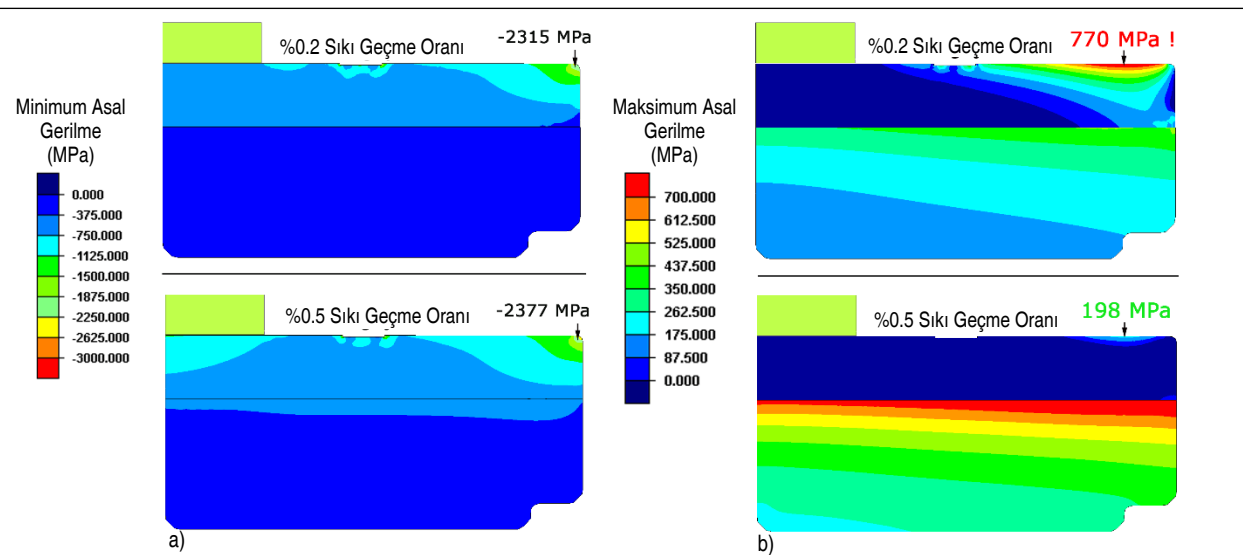 %0.2 Sıkı Geçme Oranı
-2315 MPa
Minimum Asal
Gerilme
(MPa)
0.000
-375.000
-750.000
-1125.000
-1500.000
-1875.000
-2250.000
-2625.000
-3000.000
%0.5 Sıkı Geçme Oranı
-2377 MPa
a)
%0.2 Sıkı Geçme Oranı
770 MPa !
Maksimum Asal
Gerilme
(MPa)
700.000
612.500
525.000
437.500
350.000
262.500
175.000
87.500
0.000
%0.5 Sıkı Geçme Oranı
198 MPa
b)